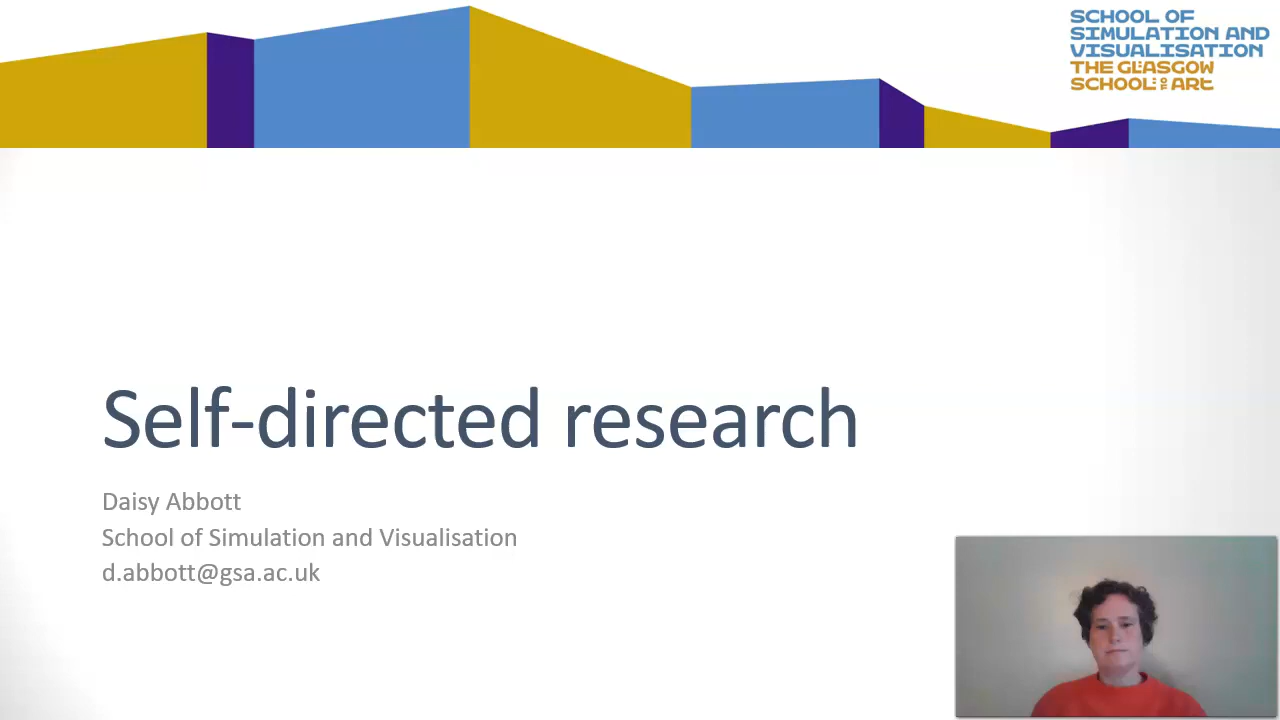 SCHOOL OF
SIMULATION AND
VISUALISATION
THE GLASGOW
SCHOOL OF ART
Self-directed research
Daisy Abbott
School of Simulation and Visualisation
d.abbott@gsa.ac.uk